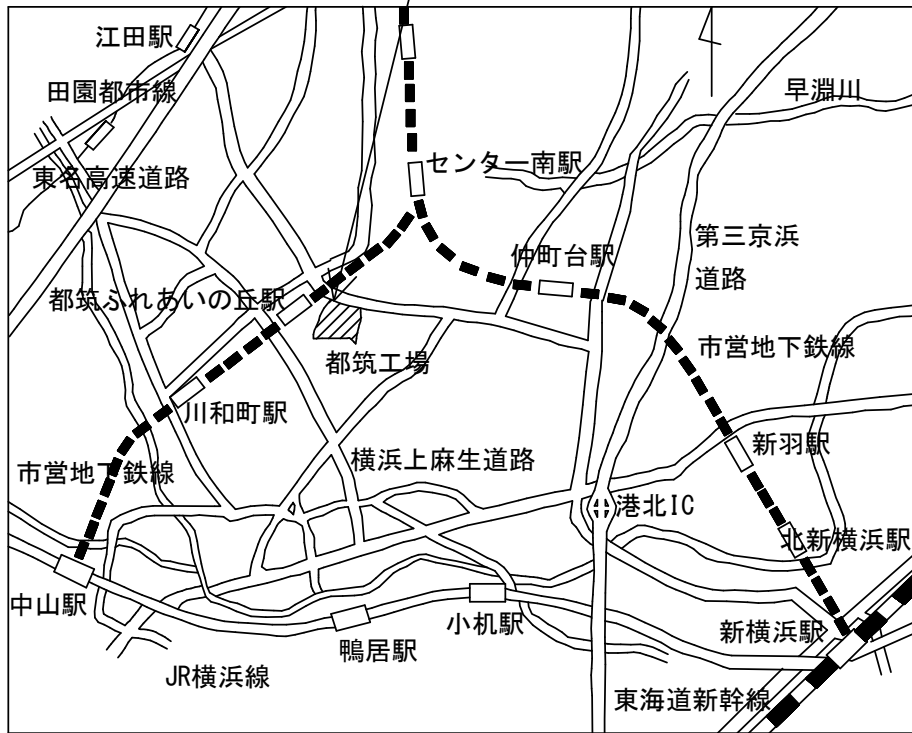 江田駅
田園都市線
早淵川
東名高速道路
センター南駅
第三京浜
道路
仲町台駅
都筑ふれあいの丘駅
都筑工場
市営地下鉄線
川和町駅
市営地下鉄線
横浜上麻生道路
新羽駅
港北IC
北新横浜駅
中山駅
小机駅
新横浜駅
鴨居駅
JR横浜線
東海道新幹線